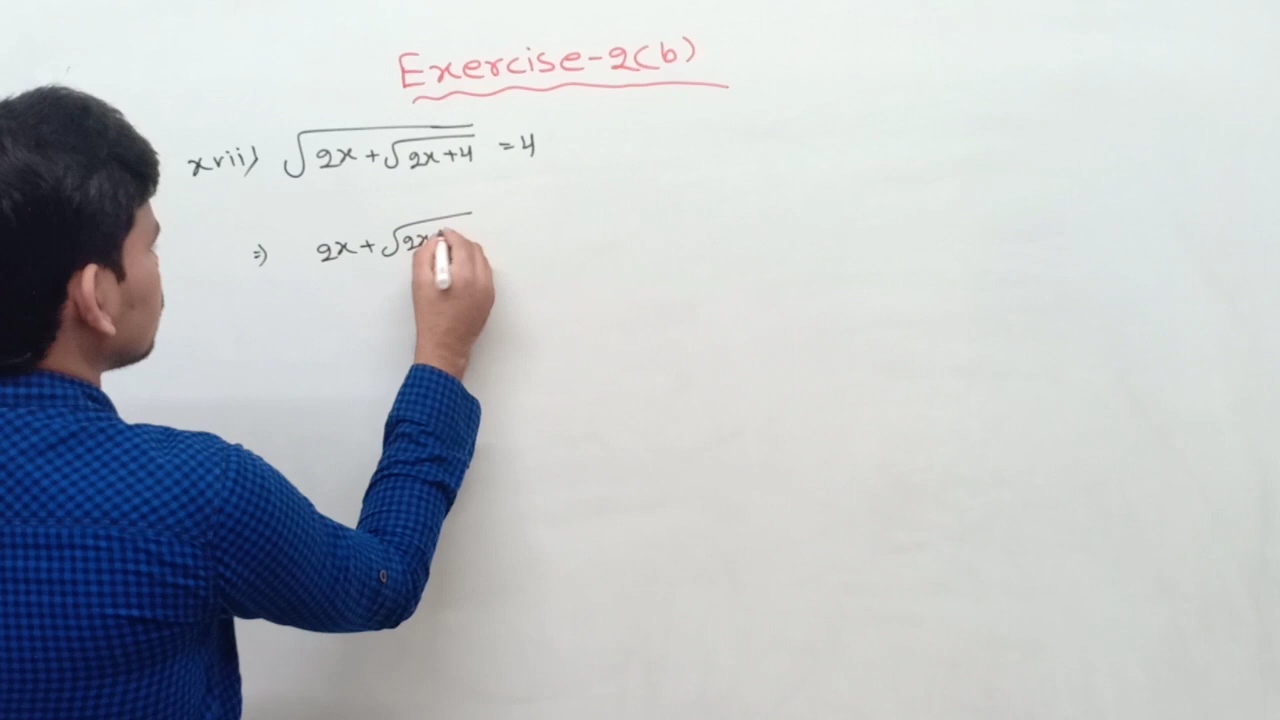 Exercise-2(b)
xvii) √(2x+√(2x+4)) = 4
⇒) 2x+√2x